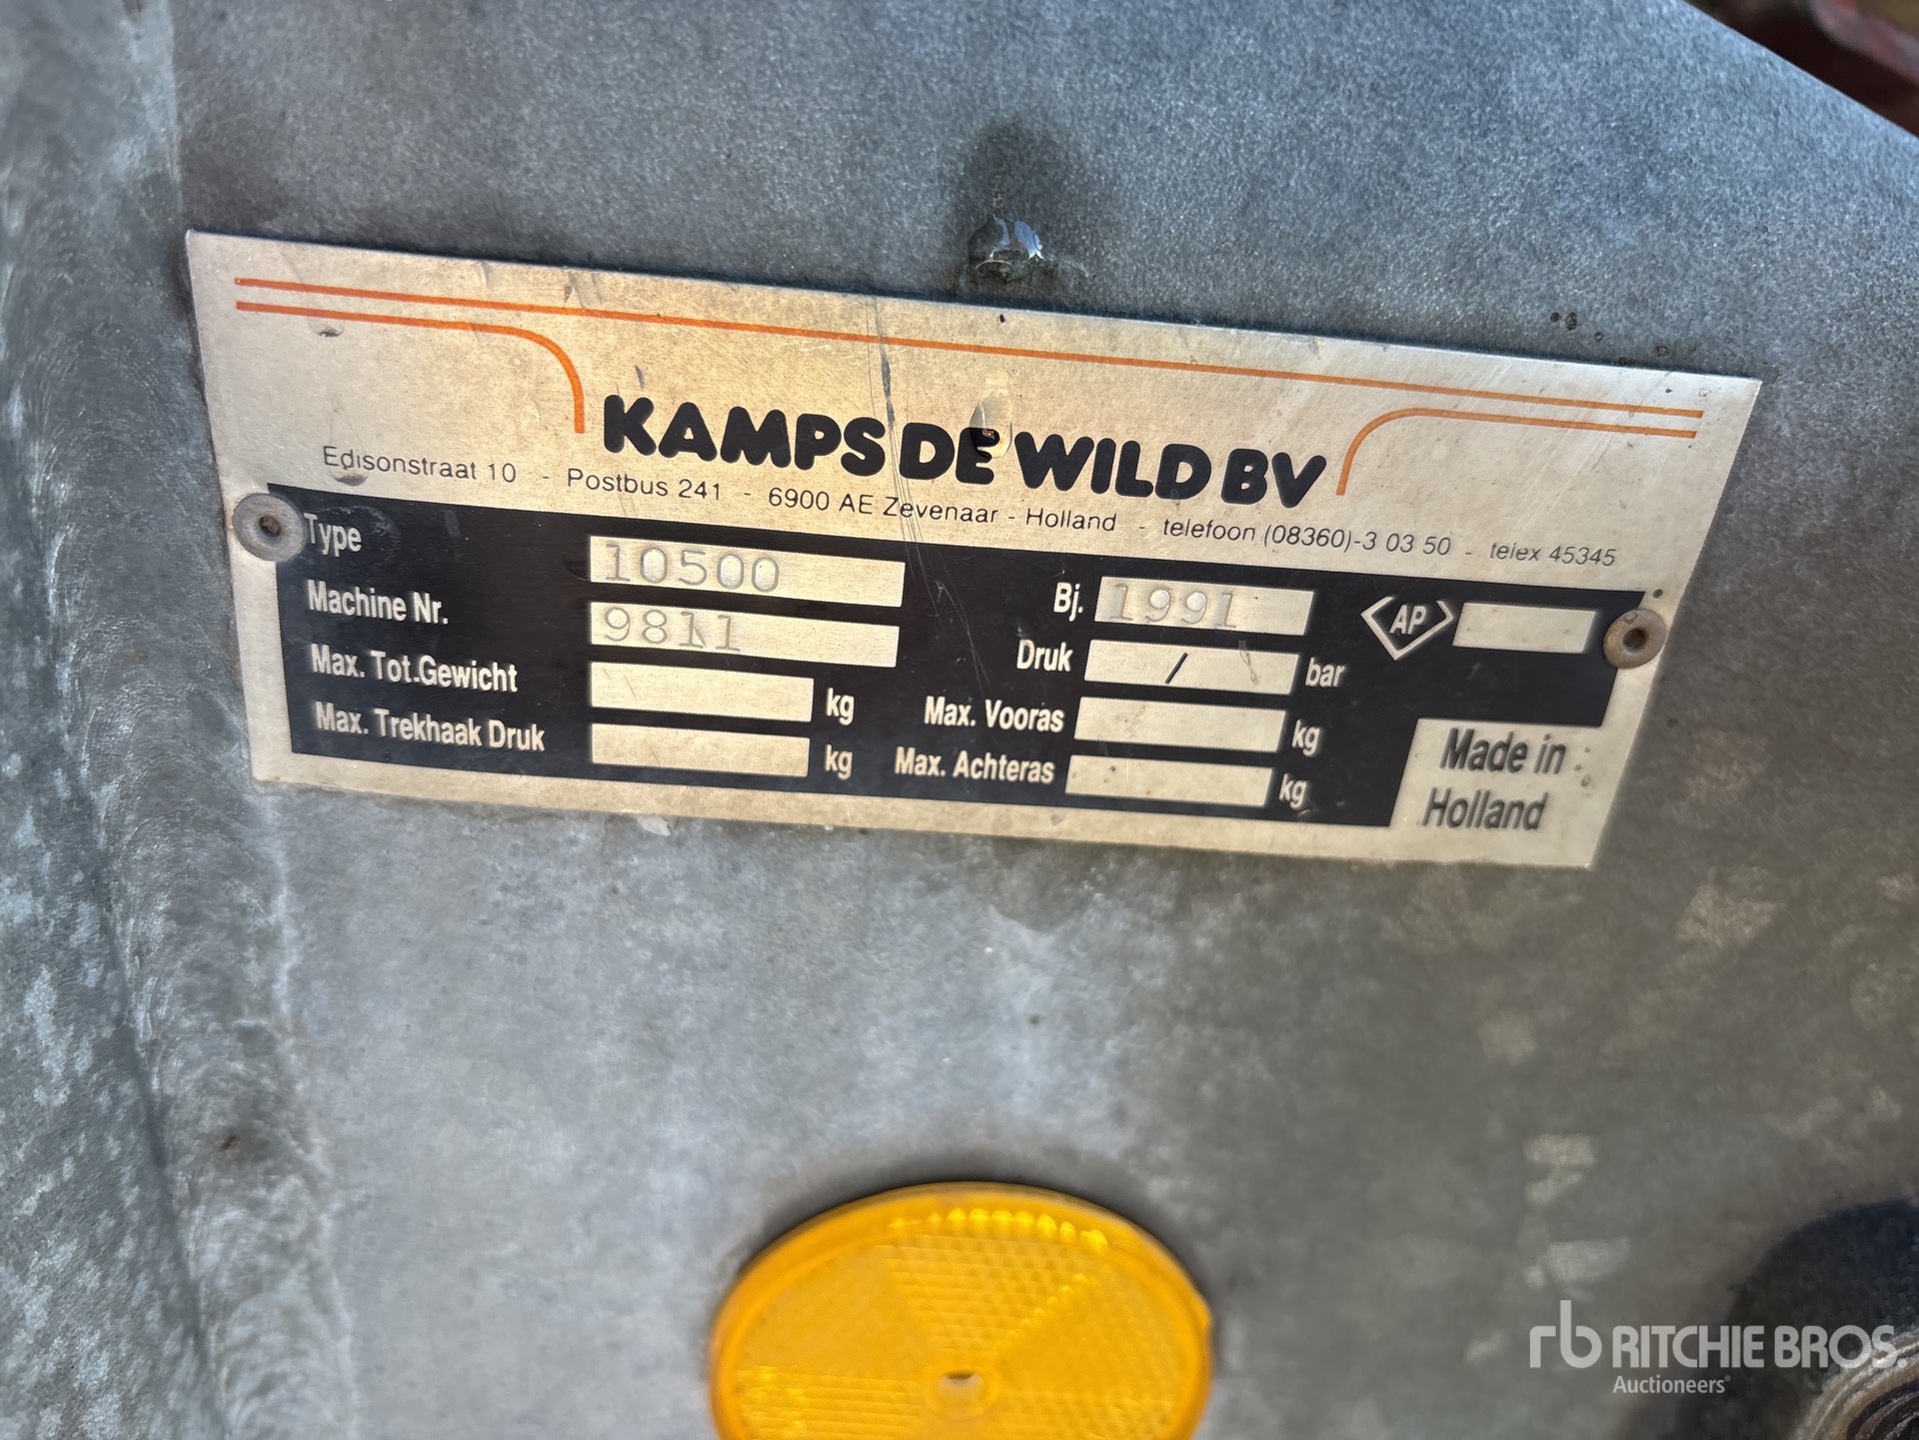 KAMPS DE WILD BV
Edisonstraat 10 - Postbus 241 - 6900 AE Zevenaar - Holland - telefoon (08360)-3 03 50 - telex 45345
Type 10500
Machine Nr. 9811
Max. Tot.Gewicht kg
Max. Trekhaak Druk kg
Bj. 1991
AP
Druk / bar
Max. Vooras kg
Max. Achteras kg
Made in
Holland
rb RITCHIE BROS.
Auctioneers